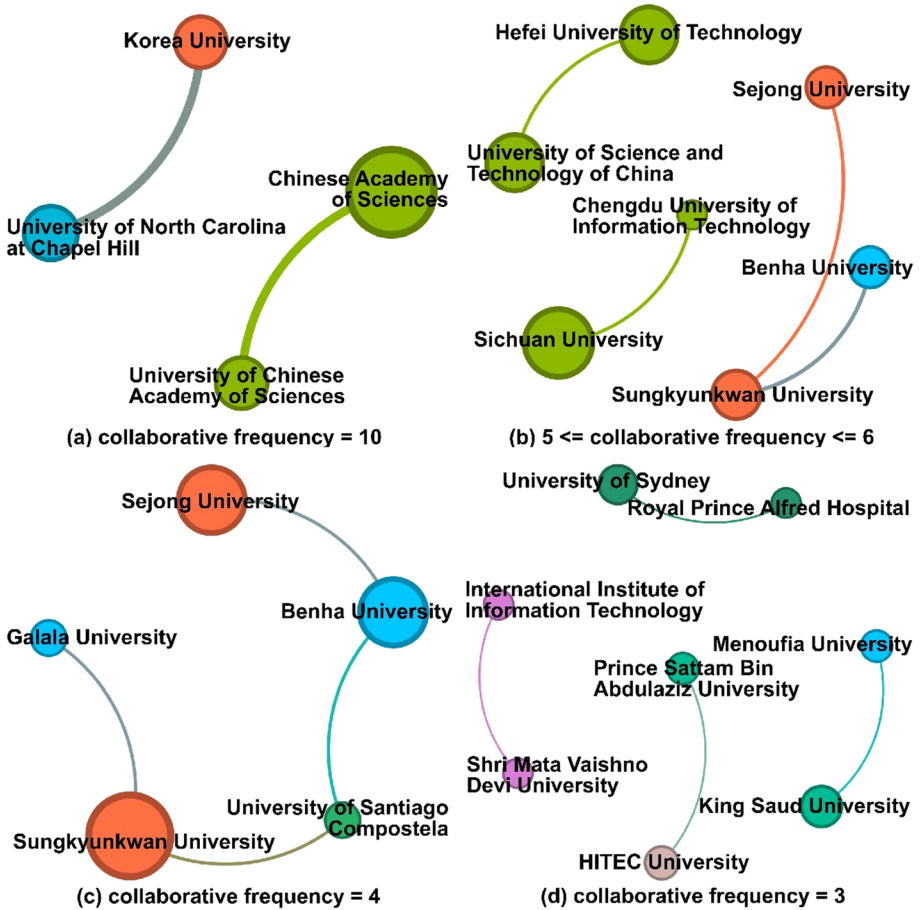 Korea University
University of North Carolina
at Chapel Hill
Chinese Academy
of Sciences
University of Chinese
Academy of Sciences
(a) collaborative frequency = 10
Hefei University of Technology
University of Science and
Technology of China
Sejong University
Chengdu University of
Information Technology
Benha University
Sichuan University
Sungkyunkwan University
(b) 5 <= collaborative frequency <= 6
Sejong University
Benha University
Galala University
University of Santiago
Compostela
Sungkyunkwan University
(c) collaborative frequency = 4
University of Sydney
Royal Prince Alfred Hospital
International Institute of
Information Technology
Menoufia University
Prince Sattam Bin
Abdulaziz University
Shri Mata Vaishno
Devi University
King Saud University
HITEC University
(d) collaborative frequency = 3